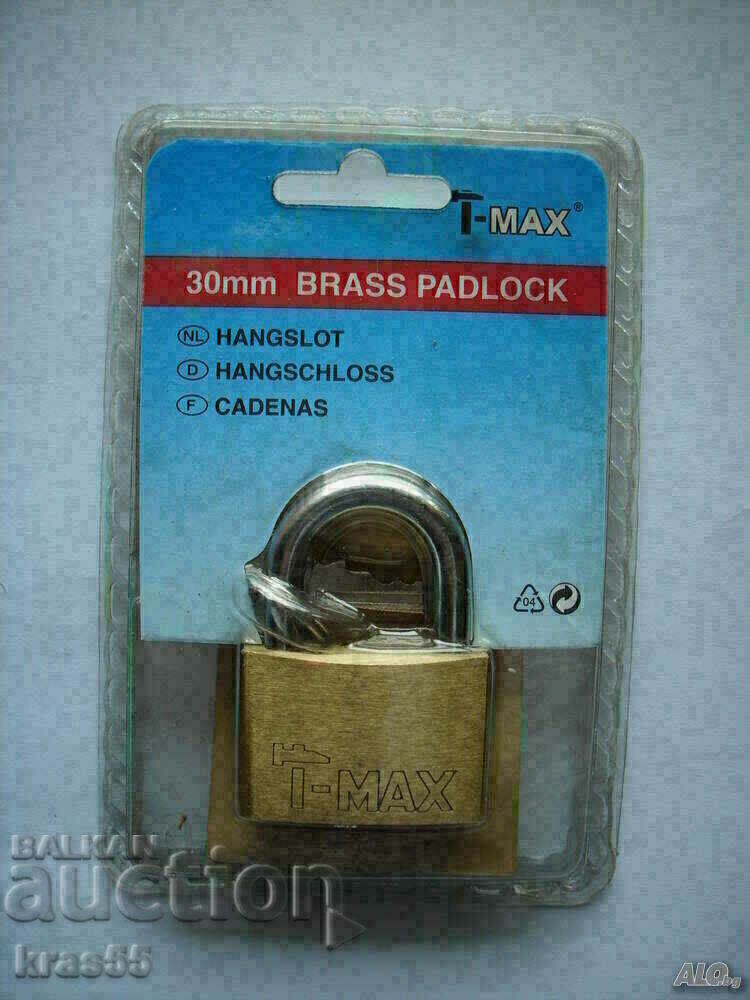 T-MAX®
30mm BRASS PADLOCK
NL HANGSLOT
D HANGSCHLOSS
F CADENAS
04
T-MAX
BALKAN
auction
kras55
ALO.bg